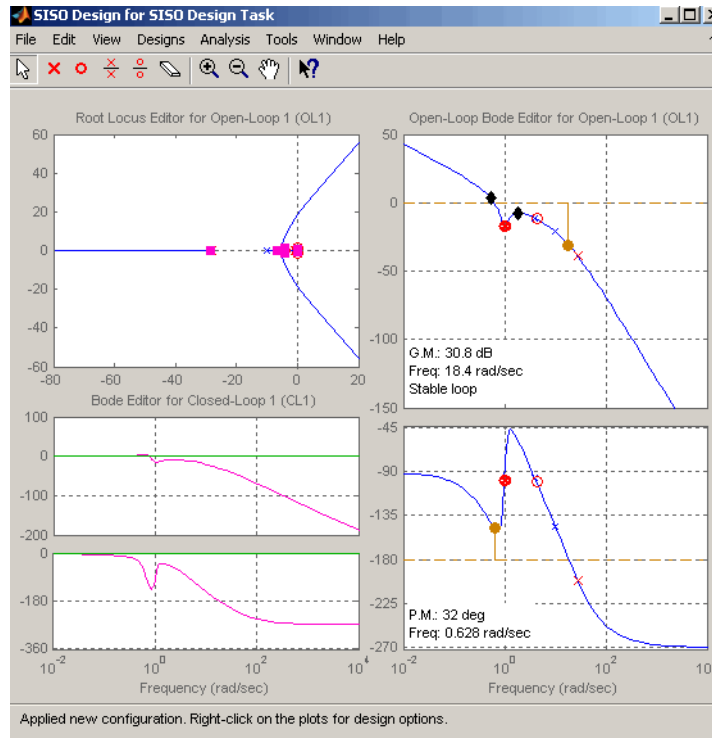 SISO Design for SISO Design Task
File Edit View Designs Analysis Tools Window Help
Root Locus Editor for Open-Loop 1 (OL1)
60
40
20
0
-20
-40
-60
-80 -60 -40 -20 0 20
Bode Editor for Closed-Loop 1 (CL1)
100
0
-100
-200
0
-180
-360
10^-2 10^0 10^2 10^4
Frequency (rad/sec)
Open-Loop Bode Editor for Open-Loop 1 (OL1)
50
0
-50
-100
-150
G.M.: 30.8 dB
Freq: 18.4 rad/sec
Stable loop
-45
-90
-135
-180
-225
-270
P.M.: 32 deg
Freq: 0.628 rad/sec
10^-2 10^0 10^2 10
Frequency (rad/sec)
Applied new configuration. Right-click on the plots for design options.